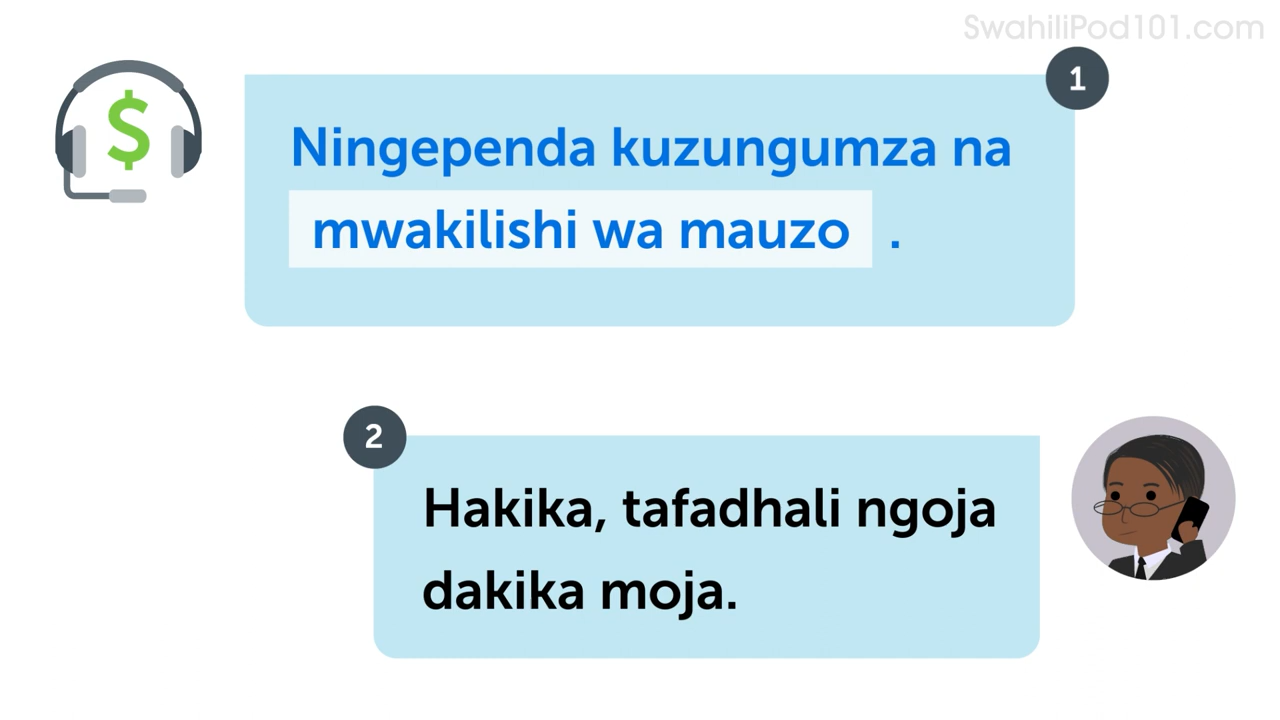 SwahiliPod101.com
1
Ningependa kuzungumza na
mwakilishi wa mauzo .
2
Hakika, tafadhali ngoja
dakika moja.